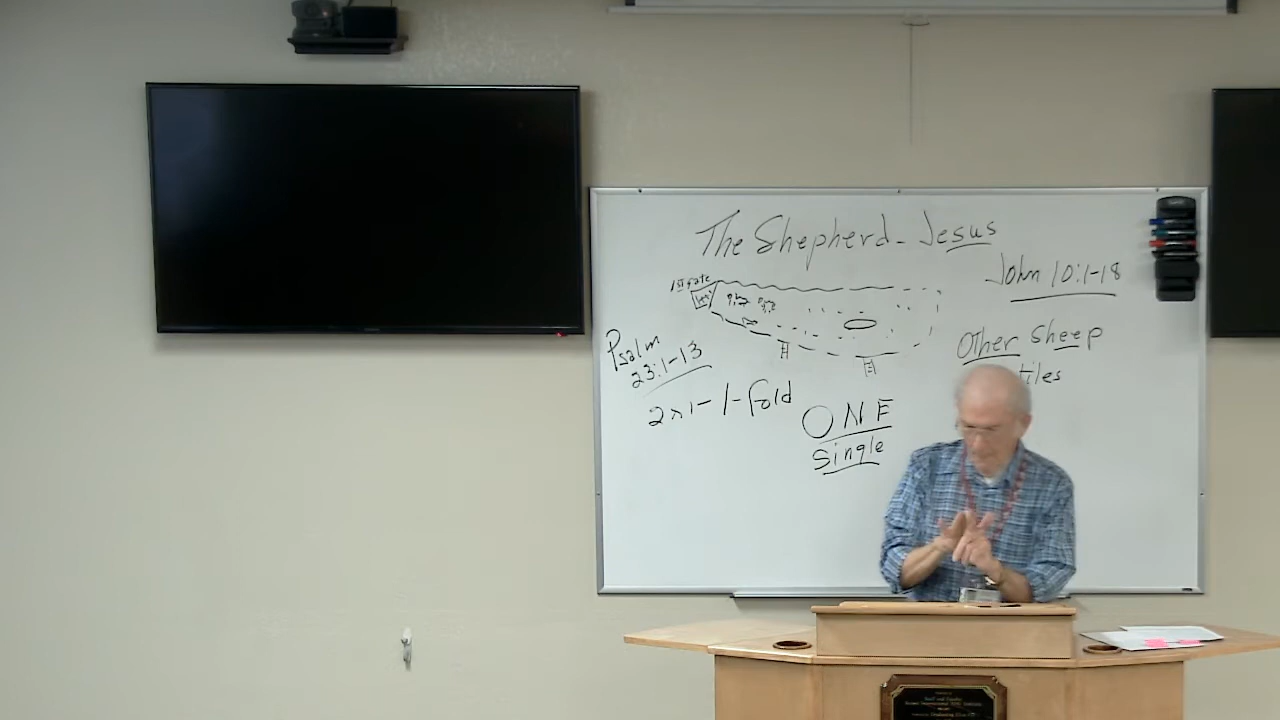 The Shepherd - Jesus
John 10:1-18
1st gate
Psalm
23:1-13
Other Sheep
tiles
1-fold
ONE
Single